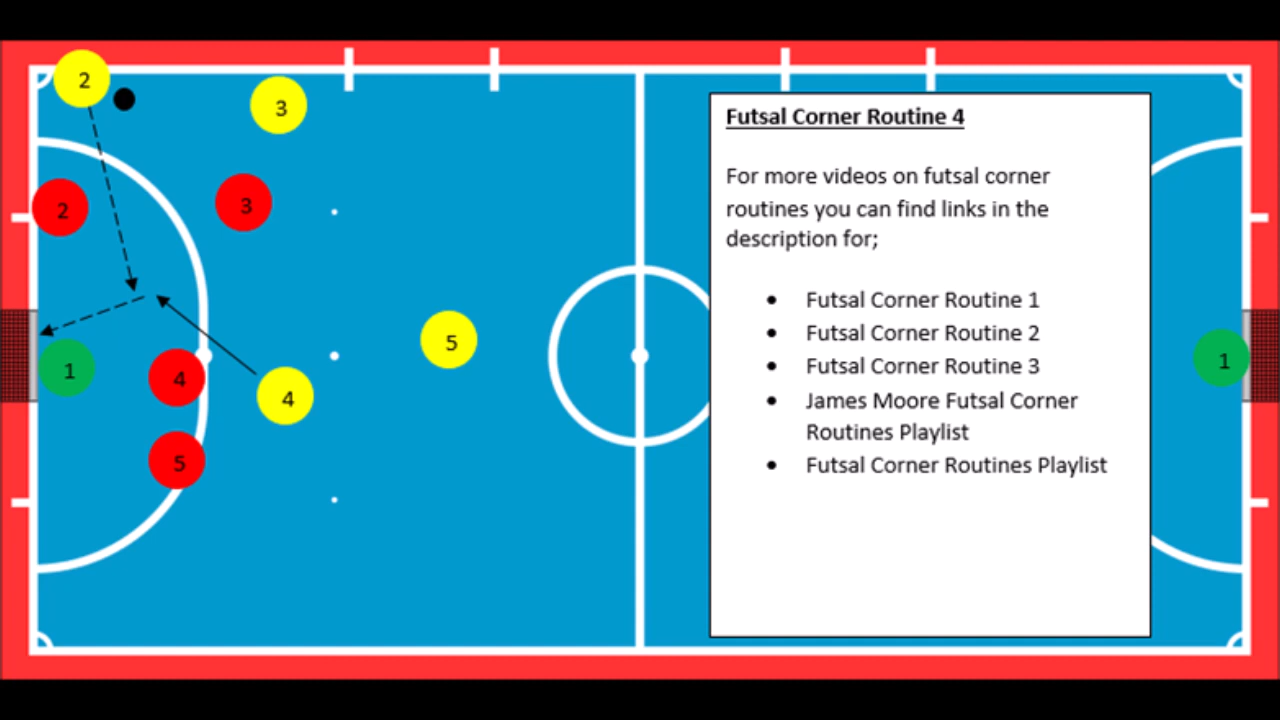 2
3
2
3
1
4
5
4
5
Futsal Corner Routine 4
For more videos on futsal corner
routines you can find links in the
description for;
• Futsal Corner Routine 1
• Futsal Corner Routine 2
• Futsal Corner Routine 3
• James Moore Futsal Corner
Routines Playlist
• Futsal Corner Routines Playlist
1